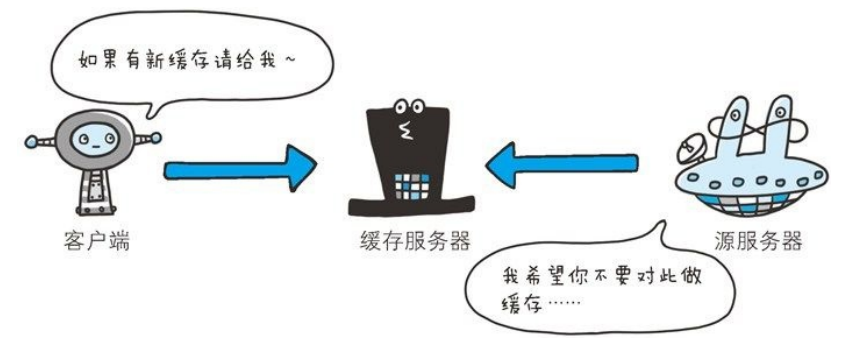 如果有新缓存请给我~
客户端
缓存服务器
源服务器
我希望你不要对此做
缓存……